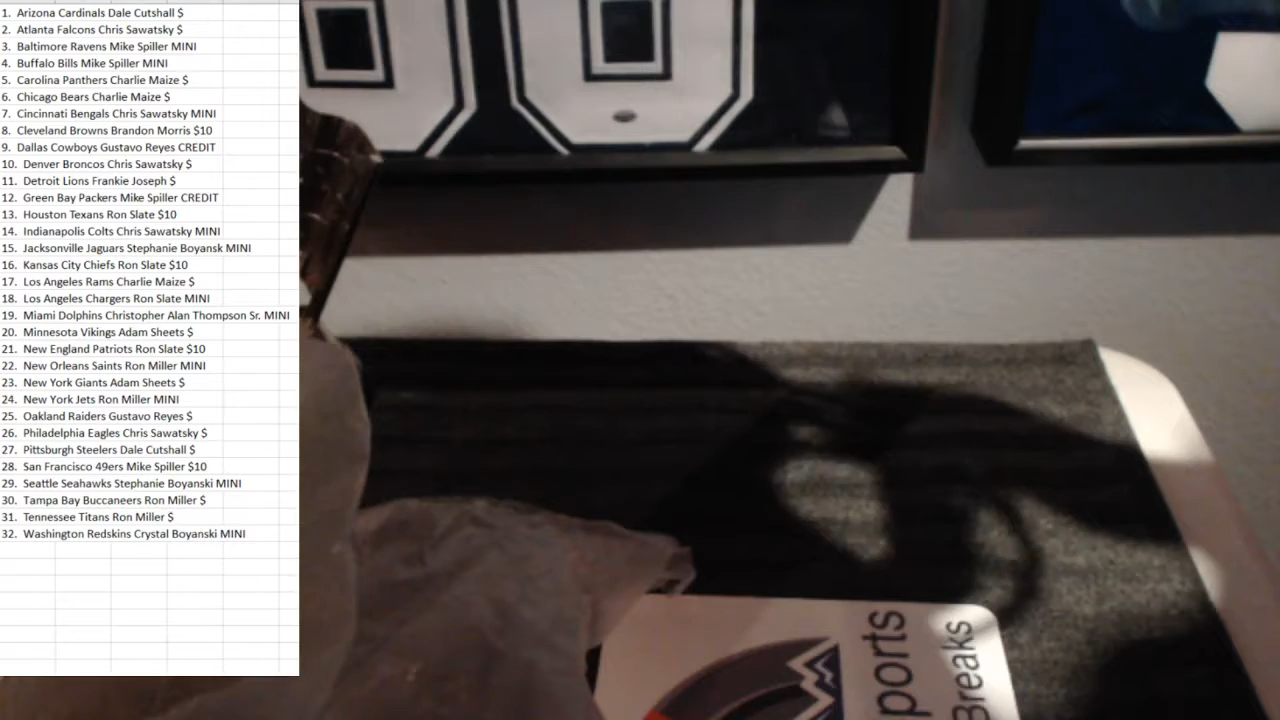 1. Arizona Cardinals Dale Cutshall $
2. Atlanta Falcons Chris Sawatsky $
3. Baltimore Ravens Mike Spiller MINI
4. Buffalo Bills Mike Spiller MINI
5. Carolina Panthers Charlie Maize $
6. Chicago Bears Charlie Maize $
7. Cincinnati Bengals Chris Sawatsky MINI
8. Cleveland Browns Brandon Morris $10
9. Dallas Cowboys Gustavo Reyes CREDIT
10. Denver Broncos Chris Sawatsky $
11. Detroit Lions Frankie Joseph $
12. Green Bay Packers Mike Spiller CREDIT
13. Houston Texans Ron Slate $10
14. Indianapolis Colts Chris Sawatsky MINI
15. Jacksonville Jaguars Stephanie Boyansk MINI
16. Kansas City Chiefs Ron Slate $10
17. Los Angeles Rams Charlie Maize $
18. Los Angeles Chargers Ron Slate MINI
19. Miami Dolphins Christopher Alan Thompson Sr. MINI
20. Minnesota Vikings Adam Sheets $
21. New England Patriots Ron Slate $10
22. New Orleans Saints Ron Miller MINI
23. New York Giants Adam Sheets $
24. New York Jets Ron Miller MINI
25. Oakland Raiders Gustavo Reyes $
26. Philadelphia Eagles Chris Sawatsky $
27. Pittsburgh Steelers Dale Cutshall $
28. San Francisco 49ers Mike Spiller $10
29. Seattle Seahawks Stephanie Boyanski MINI
30. Tampa Bay Buccaneers Ron Miller $
31. Tennessee Titans Ron Miller $
32. Washington Redskins Crystal Boyanski MINI
ports
Breaks